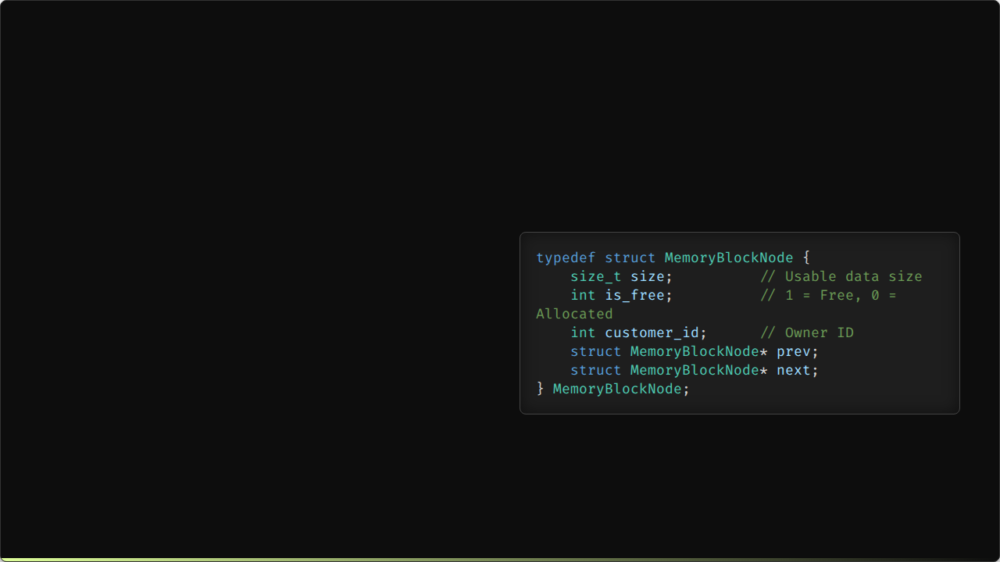 typedef struct MemoryBlockNode {
    size_t size;          // Usable data size
    int is_free;          // 1 = Free, 0 =
Allocated
    int customer_id;      // Owner ID
    struct MemoryBlockNode* prev;
    struct MemoryBlockNode* next;
} MemoryBlockNode;